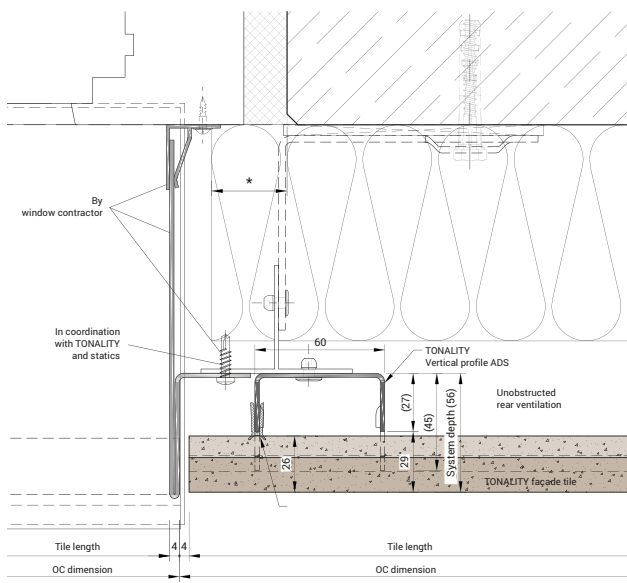 *
By
window contractor
In coordination
with TONALITY
and statics
60
TONALITY
Vertical profile ADS
Unobstructed
rear ventilation
(27)
(45)
System depth (56)
26
29
TONALITY façade tile
Tile length
4 4
Tile length
OC dimension
OC dimension